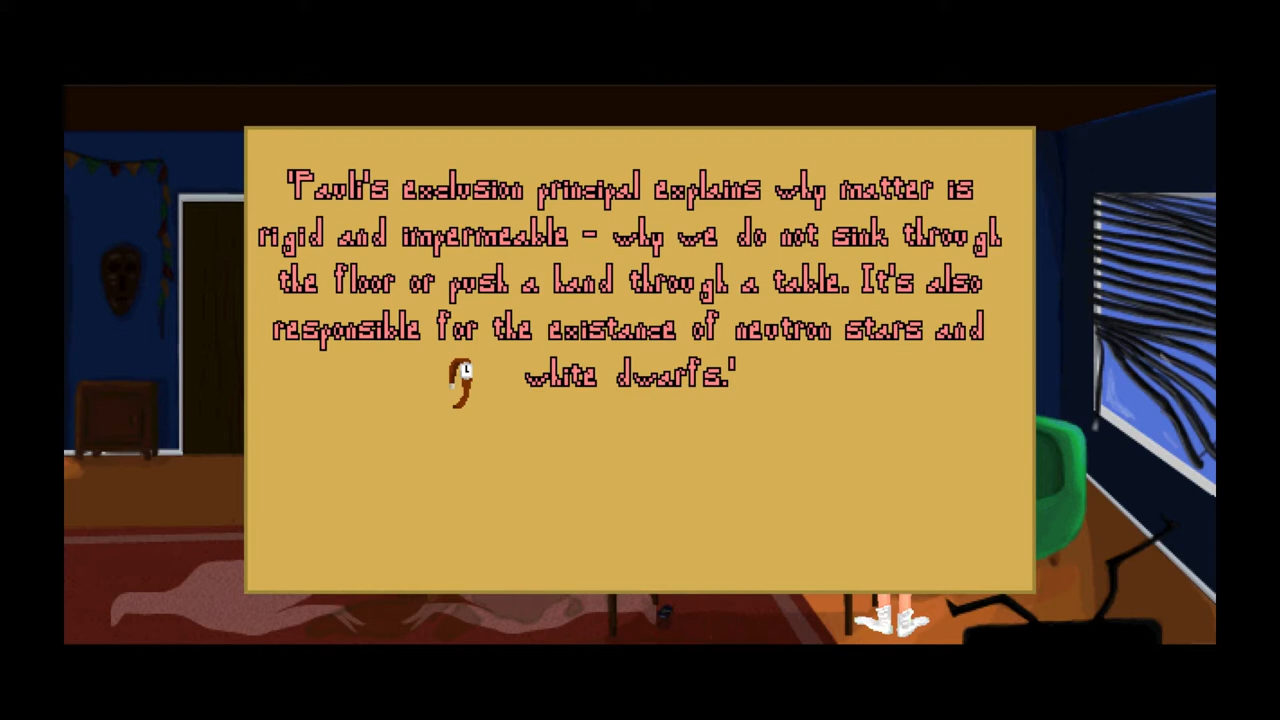 'Pauli's exclusion principal explains why matter is
rigid and impermeable - why we do not sink through
the floor or push a hand through a table. It's also
responsible for the existance of neutron stars and
white dwarfs.'